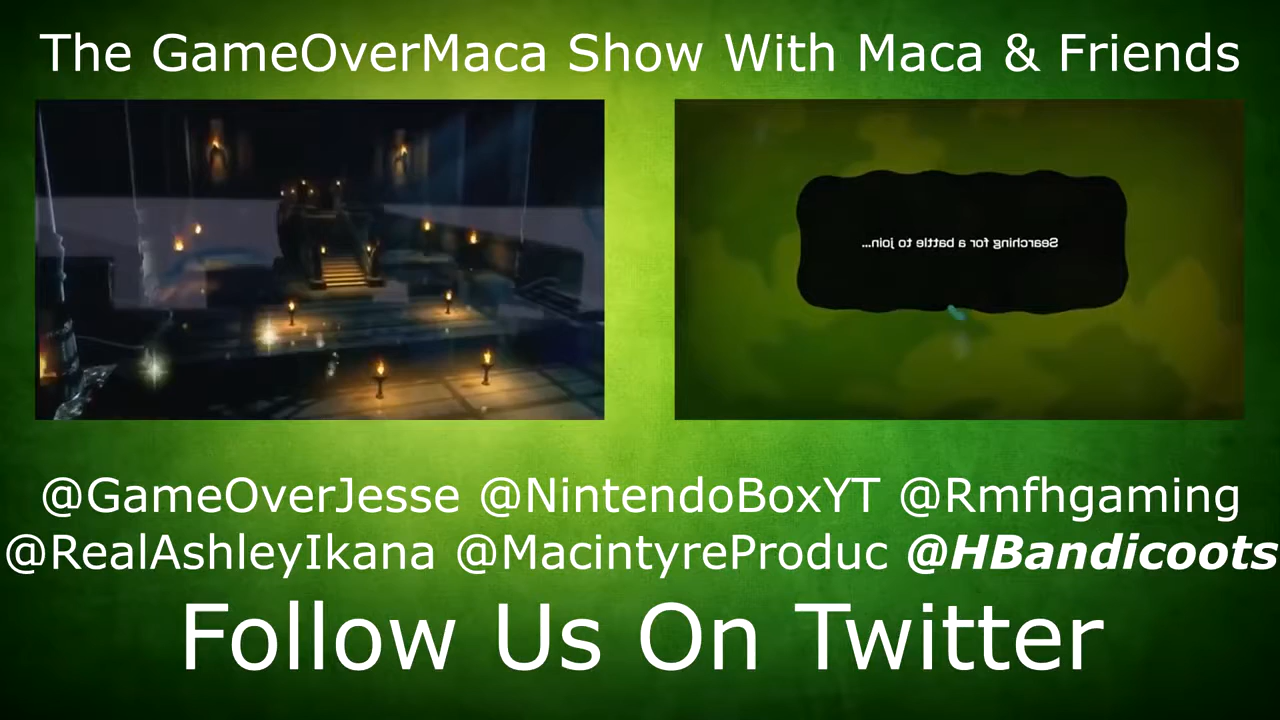 The GameOverMaca Show With Maca & Friends
Searching for a battle to join...
@GameOverJesse @NintendoBoxYT @Rmfhgaming
@RealAshleyIkana @MacintyreProduc @HBandicoots
Follow Us On Twitter